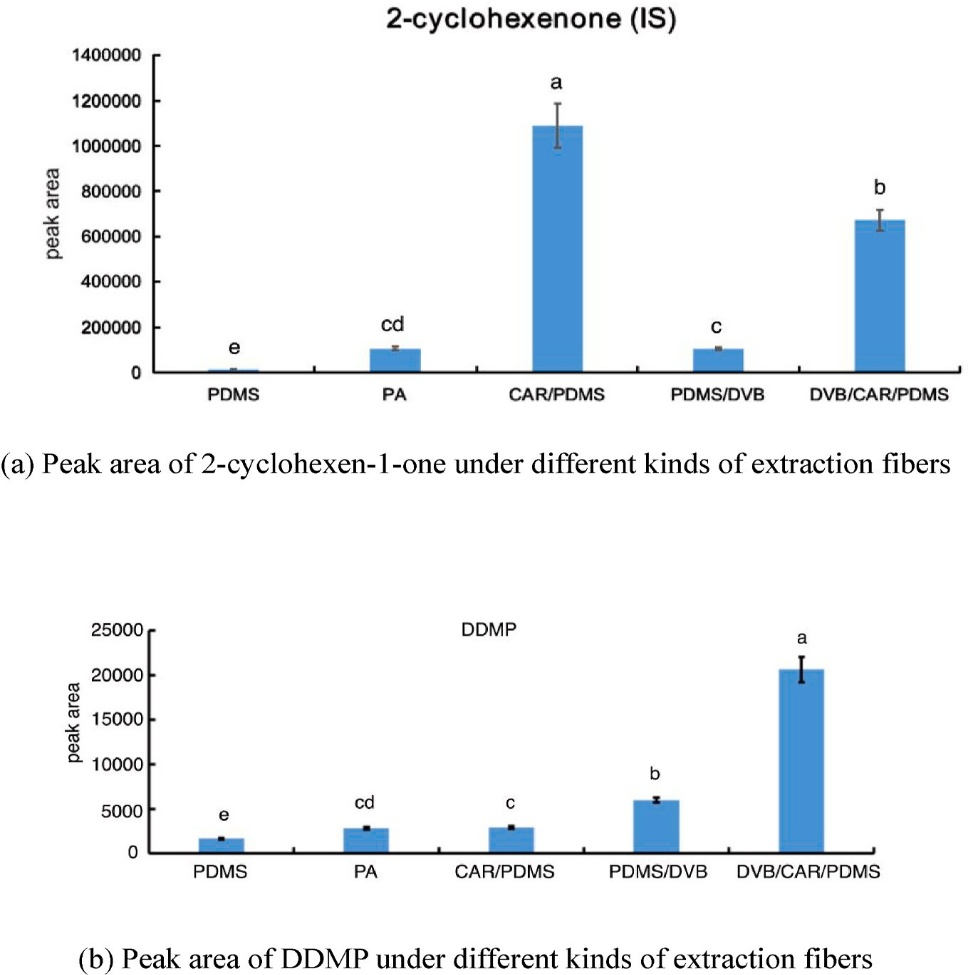 2-cyclohexenone (IS)
1400000
1200000
1000000
800000
600000
400000
200000
0
peak area
e
cd
a
c
b
PDMS PA CAR/PDMS PDMS/DVB DVB/CAR/PDMS
(a) Peak area of 2-cyclohexen-1-one under different kinds of extraction fibers
DDMP
25000
20000
15000
10000
5000
0
peak area
e
cd
c
b
a
PDMS PA CAR/PDMS PDMS/DVB DVB/CAR/PDMS
(b) Peak area of DDMP under different kinds of extraction fibers